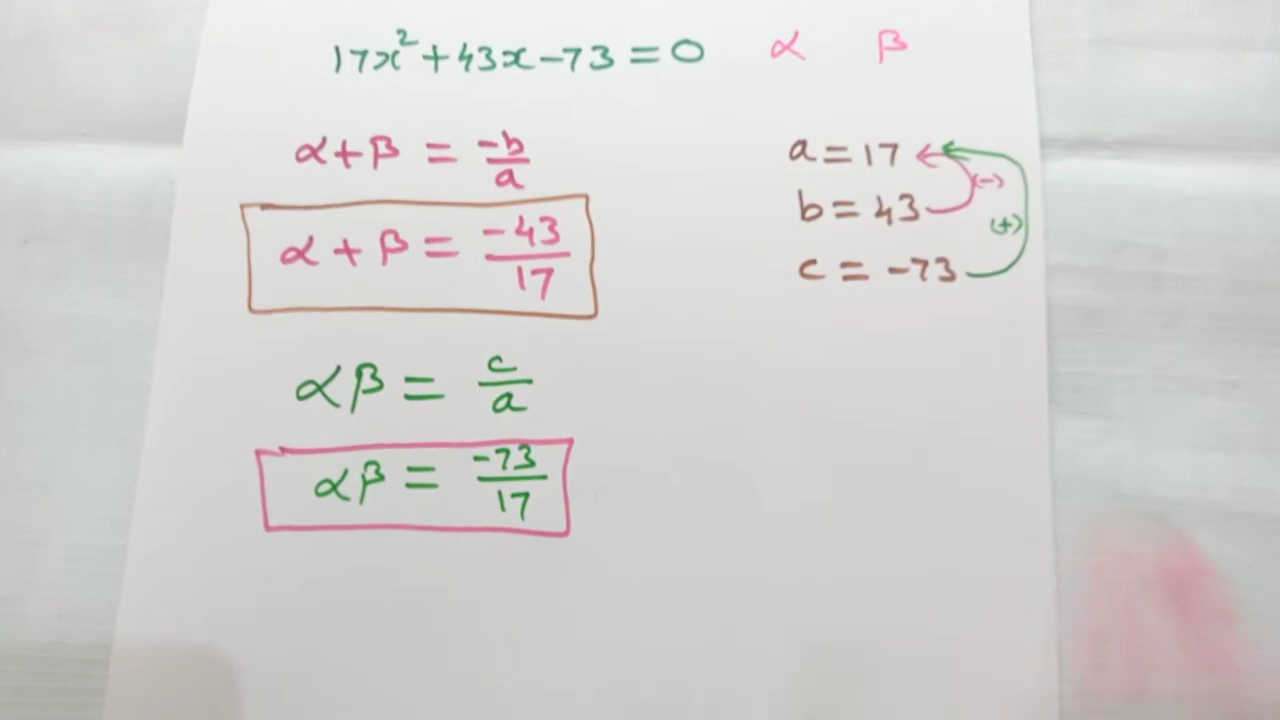 17x² + 43x - 73 = 0   α   β
α + β = -b/a
α + β = -43/17
αβ = c/a
αβ = -73/17
a = 17
b = 43 (-)
c = -73 (+)